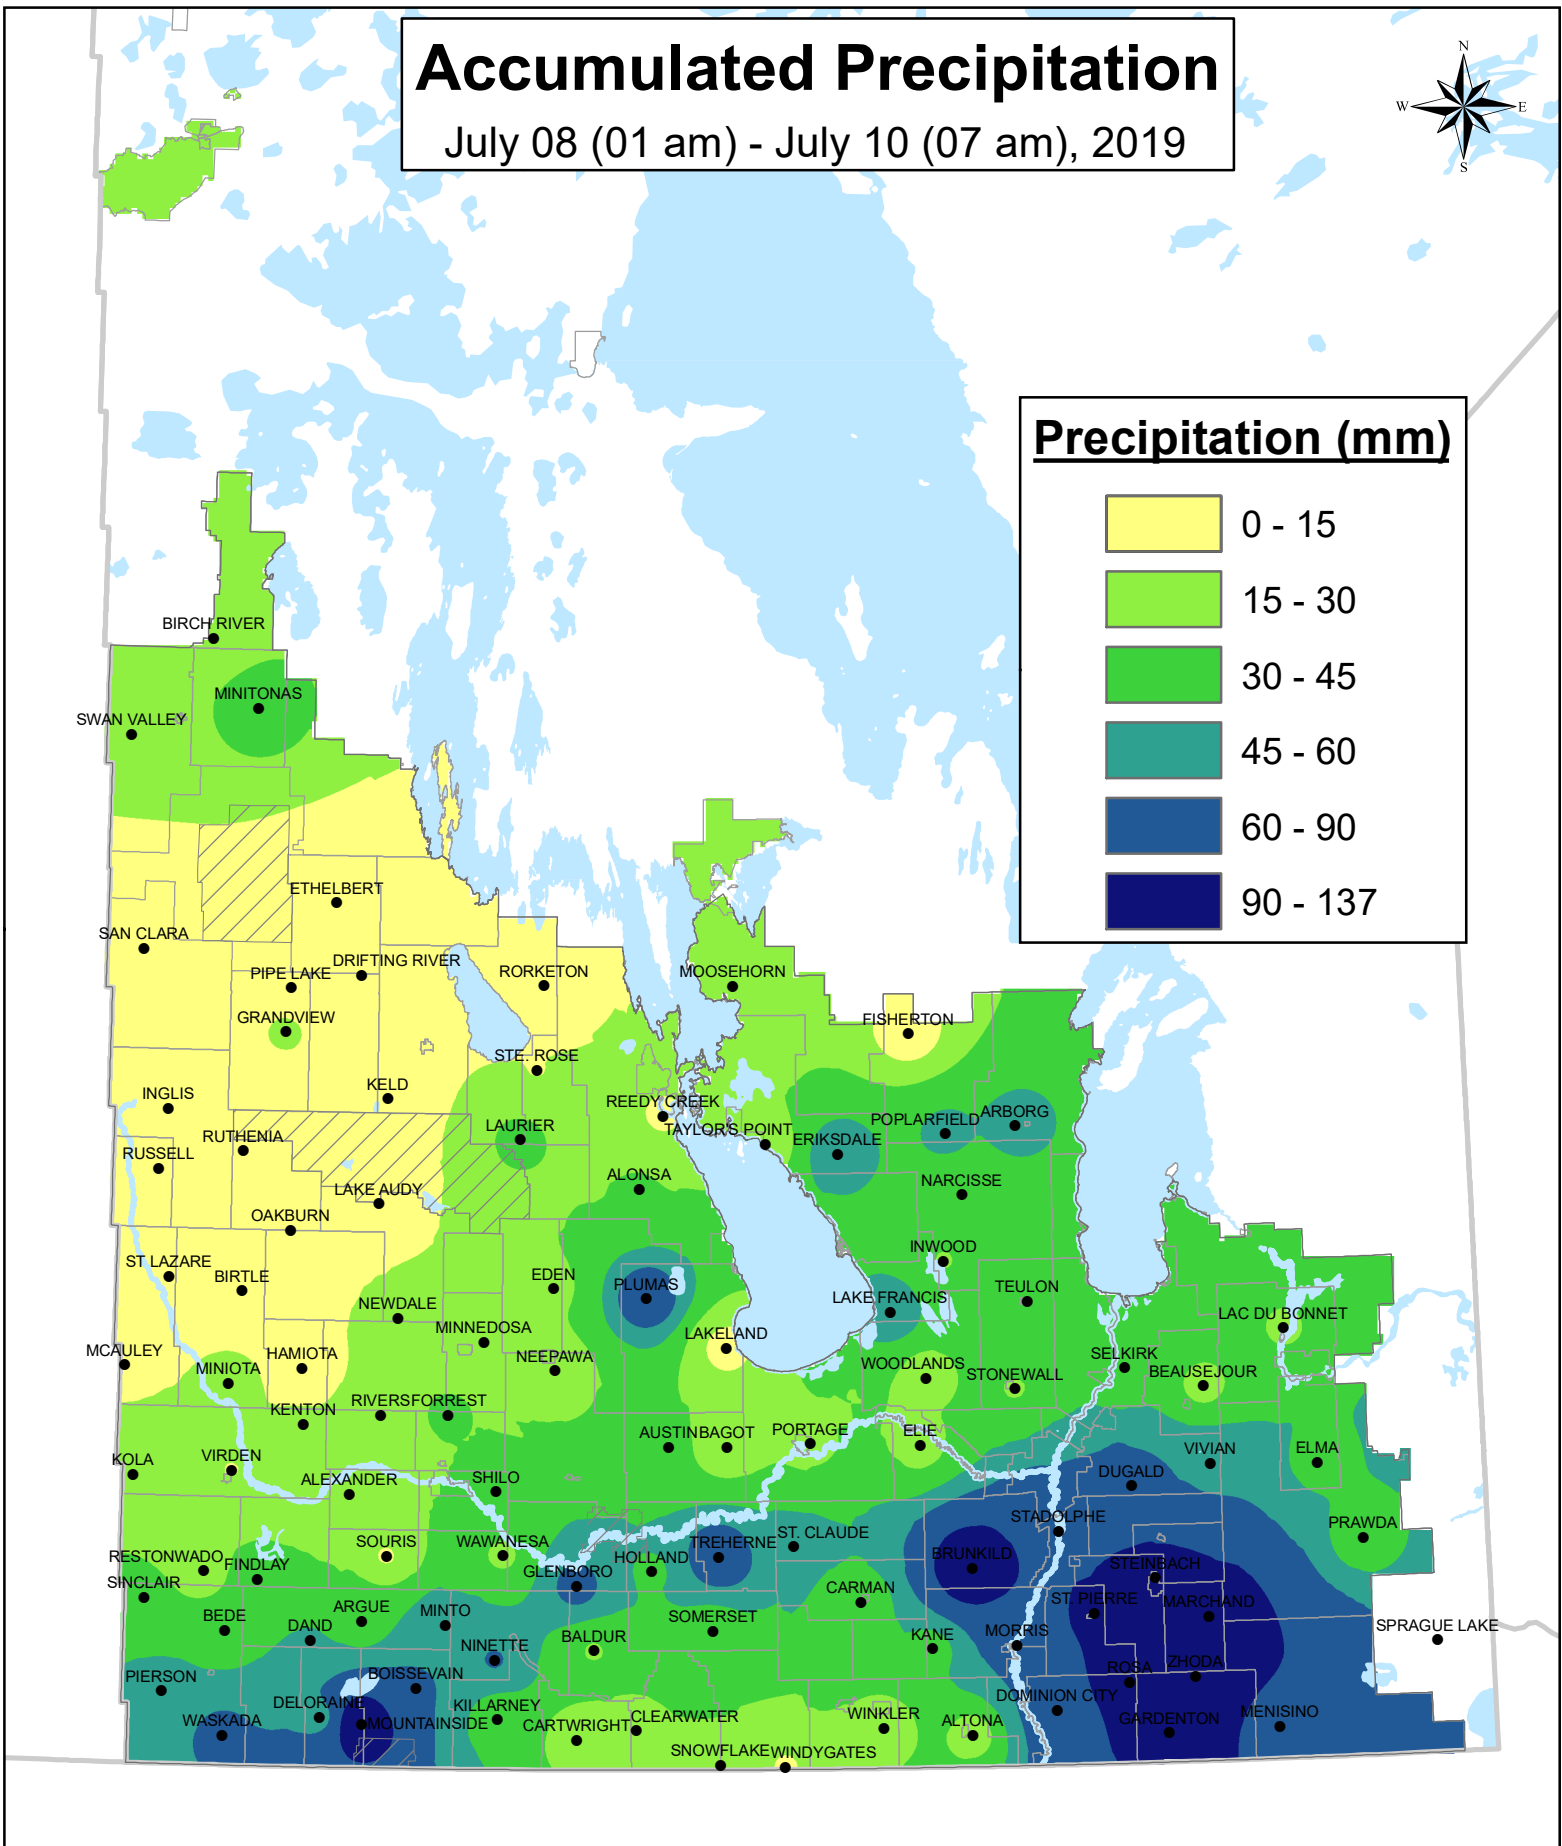 Accumulated Precipitation
July 08 (01 am) - July 10 (07 am), 2019
N
W
E
S
Precipitation (mm)
0 - 15
15 - 30
30 - 45
45 - 60
60 - 90
90 - 137
BIRCH RIVER
MINITONAS
SWAN VALLEY
ETHELBERT
SAN CLARA
DRIFTING RIVER
PIPE LAKE
RORKETON
MOOSEHORN
GRANDVIEW
FISHERTON
STE. ROSE
KELD
INGLIS
REEDY CREEK
LAURIER
TAYLOR'S POINT
ERIKSDALE
POPLARFIELD
ARBORG
RUTHENIA
RUSSELL
ALONSA
NARCISSE
LAKE AUDY
OAKBURN
INWOOD
ST LAZARE
BIRTLE
EDEN
PLUMAS
LAKE FRANCIS
TEULON
NEWDALE
LAC DU BONNET
MINNEDOSA
LAKELAND
MCAULEY
HAMIOTA
NEEPAWA
MINIOTA
WOODLANDS
STONEWALL
SELKIRK
BEAUSEJOUR
RIVERS
FORREST
KENTON
AUSTIN
BAGOT
PORTAGE
ELIE
VIVIAN
ELMA
KOLA
VIRDEN
ALEXANDER
SHILO
DUGALD
STADOLPHE
PRAWDA
SOURIS
WAWANESA
TREHERNE
ST. CLAUDE
RESTON
WADO
FINDLAY
HOLLAND
BRUNKILD
STEINBACH
SINCLAIR
GLENBORO
CARMAN
ST. PIERRE
MARCHAND
BEDE
ARGUE
MINTO
SOMERSET
DAND
BALDUR
KANE
MORRIS
SPRAGUE LAKE
NINETTE
PIERSON
BOISSEVAIN
ROSA
ZHODA
DELORAINE
KILLARNEY
DOMINION CITY
WASKADA
MOUNTAINSIDE
CARTWRIGHT
CLEARWATER
WINKLER
ALTONA
GARDENTON
MENISINO
SNOWFLAKE
WINDYGATES